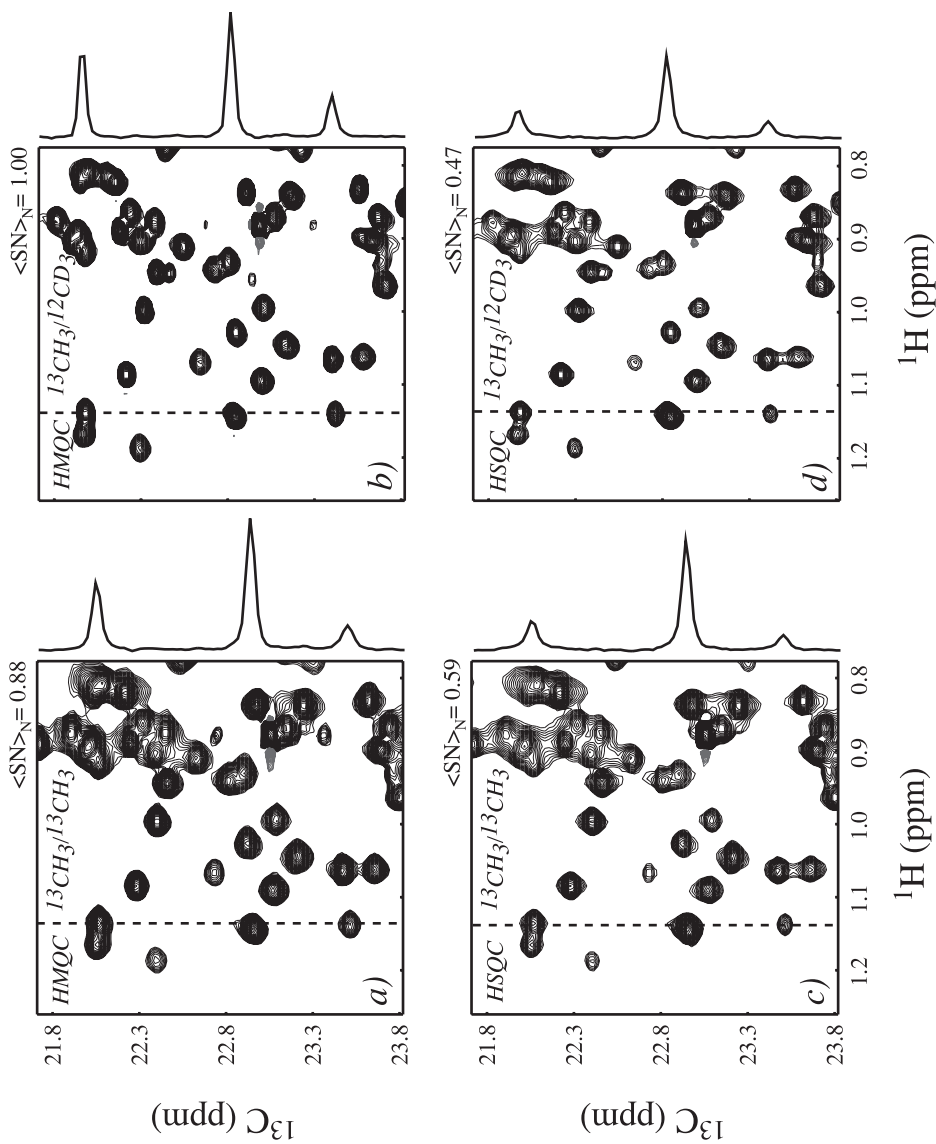 <SN>N= 0.88
HMQC 13CH3/13CH3
a)
21.8
22.3
22.8
23.3
23.8
13C (ppm)
<SN>N= 1.00
HMQC 13CH3/12CD3
b)
<SN>N= 0.59
HSQC 13CH3/13CH3
c)
21.8
22.3
22.8
23.3
23.8
13C (ppm)
1.2 1.1 1.0 0.9 0.8
1H (ppm)
<SN>N= 0.47
HSQC 13CH3/12CD3
d)
1.2 1.1 1.0 0.9 0.8
1H (ppm)